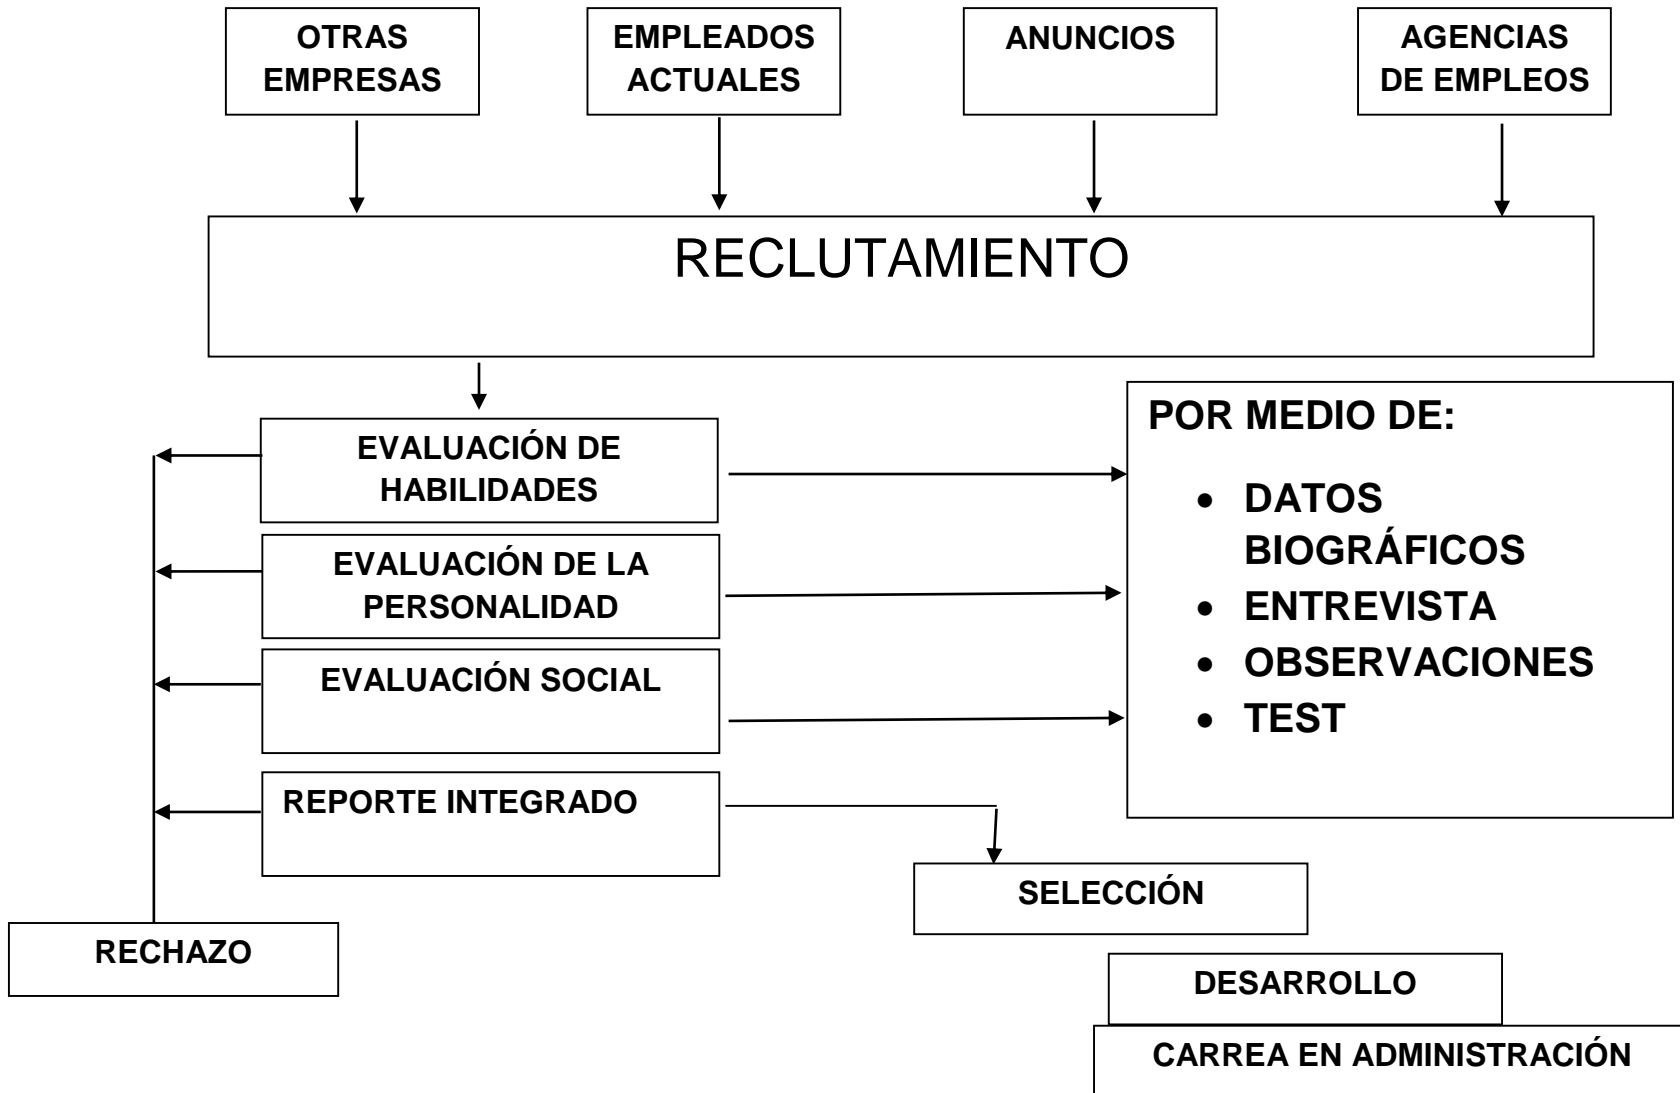 OTRAS
EMPRESAS
EMPLEADOS
ACTUALES
ANUNCIOS
AGENCIAS
DE EMPLEOS
RECLUTAMIENTO
EVALUACIÓN DE
HABILIDADES
EVALUACIÓN DE LA
PERSONALIDAD
EVALUACIÓN SOCIAL
REPORTE INTEGRADO
POR MEDIO DE:
• DATOS
BIOGRÁFICOS
• ENTREVISTA
• OBSERVACIONES
• TEST
SELECCIÓN
RECHAZO
DESARROLLO
CARREA EN ADMINISTRACIÓN